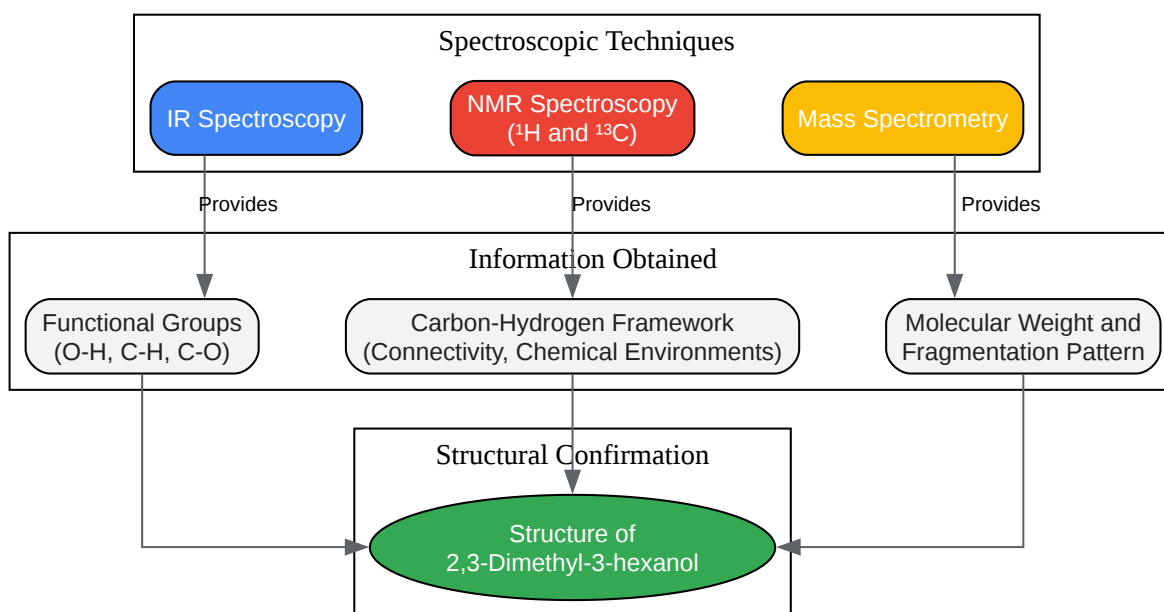 Spectroscopic Techniques
IR Spectroscopy
NMR Spectroscopy
(¹H and ¹³C)
Mass Spectrometry
Provides
Provides
Provides
Information Obtained
Functional Groups
(O-H, C-H, C-O)
Carbon-Hydrogen Framework
(Connectivity, Chemical Environments)
Molecular Weight and
Fragmentation Pattern
Structural Confirmation
Structure of
2,3-Dimethyl-3-hexanol